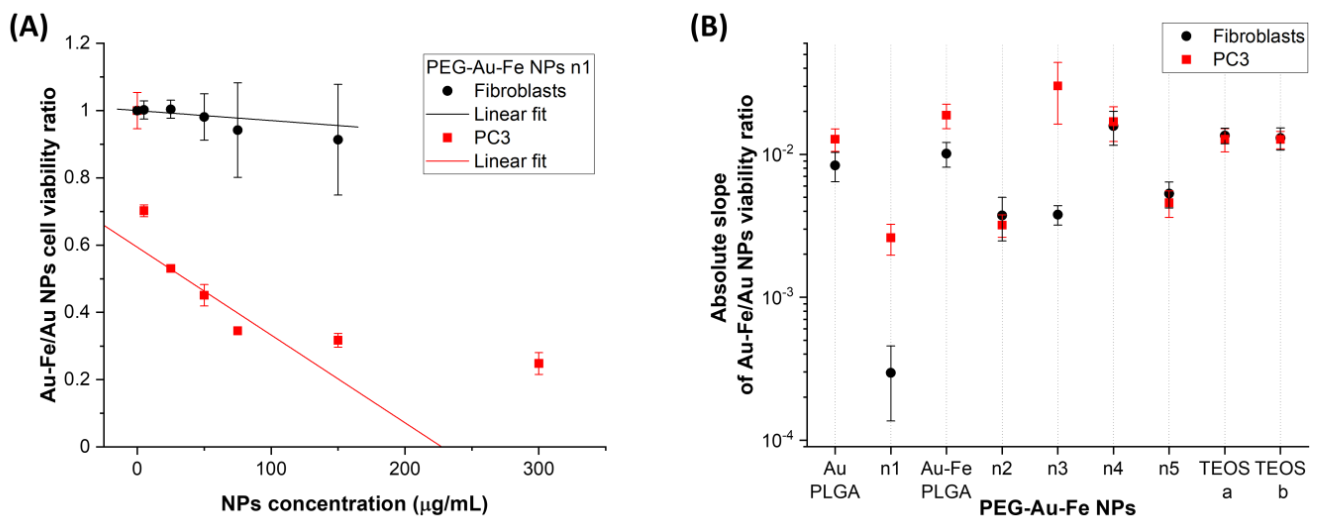 (A)
1.2
1
0.8
0.6
0.4
0.2
0
Au-Fe/Au NPs cell viability ratio
PEG-Au-Fe NPs n1
Fibroblasts
Linear fit
PC3
Linear fit
0
100
200
300
NPs concentration (μg/mL)
(B)
Fibroblasts
PC3
10⁻²
10⁻³
10⁻⁴
Absolute slope
of Au-Fe/Au NPs viability ratio
Au n1 Au-Fe n2 n3 n4 n5 TEOS TEOS
PLGA PLGA a b
PEG-Au-Fe NPs